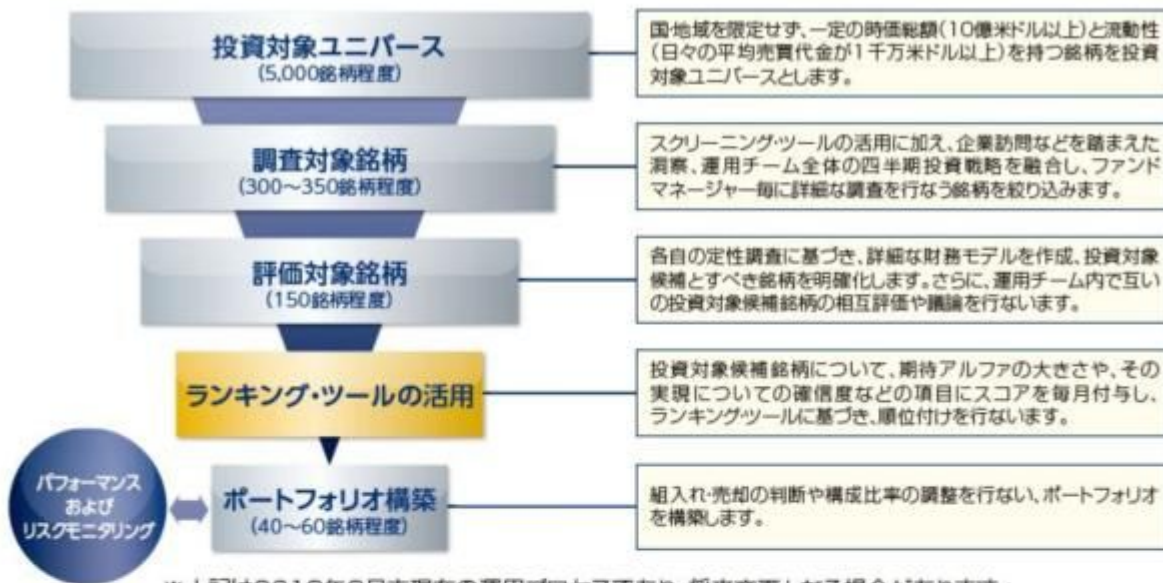 投資対象ユニバース
(5,000銘柄程度)
国・地域を限定せず、一定の時価総額(10億米ドル以上)と流動性
(日々の平均売買代金が1千万米ドル以上)を持つ銘柄を投資
対象ユニバースとします。
調査対象銘柄
(300～350銘柄程度)
スクリーニング・ツールの活用に加え、企業訪問などを踏まえた
洞察、運用チーム全体の四半期投資戦略を融合し、ファンド
マネージャー毎に詳細な調査を行なう銘柄を絞り込みます。
評価対象銘柄
(150銘柄程度)
各自の定性調査に基づき、詳細な財務モデルを作成、投資対象
候補とすべき銘柄を明確化します。さらに、運用チーム内で互い
の投資対象候補銘柄の相互評価や議論を行ないます。
ランキング・ツールの活用
投資対象候補銘柄について、期待アルファの大きさや、その
実現についての確信度などの項目にスコアを毎月付与し、
ランキング・ツールに基づき、順位付けを行ないます。
パフォーマンス
および
リスクモニタリング
ポートフォリオ構築
(40～60銘柄程度)
組入れ・売却の判断や構成比率の調整を行ない、ポートフォリオ
を構築します。